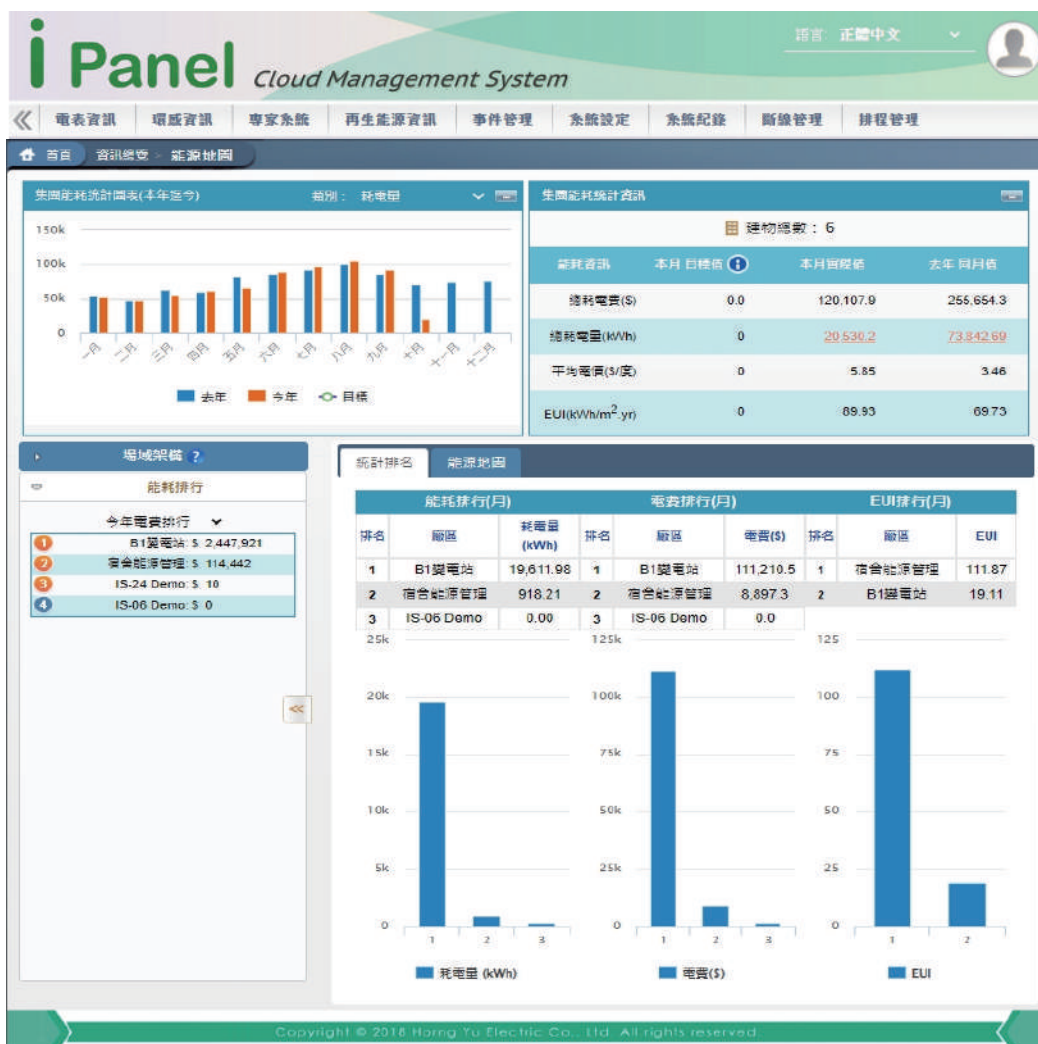 i Panel Cloud Management System
語言 正體中文
電表資訊 環感資訊 專家系統 再生能源資訊 事件管理 系統設定 系統紀錄 斷線管理 排程管理
首頁 資訊總覽 > 能源地圖
集團能耗統計圖表(本年迄今) 類別： 耗電量
150k
100k
50k
0
一月 二月 三月 四月 五月 六月 七月 八月 九月 十月 十一月 十二月
去年 今年 目標
集團能耗統計資訊
建物總數：6
能耗資訊 本月 目標值 本月實際值 去年 同月值
總耗電費($) 0.0 120,107.9 255,654.3
總耗電量(kWh) 0 20,530.2 73,842.69
平均電價($/度) 0 5.85 3.46
EUI(kWh/m².yr) 0 89.93 69.73
場域架構 ?
能耗排行
今年電費排行
1 B1變電站: $ 2,447,921
2 宿舍能源管理: $ 114,442
3 IS-24 Demo: $ 10
4 IS-06 Demo: $ 0
統計排名 能源地圖
能耗排行(月) 電費排行(月) EUI排行(月)
排名 廠區 耗電量(kWh) 排名 廠區 電費($) 排名 廠區 EUI
1 B1變電站 19,611.98 1 B1變電站 111,210.5 1 宿舍能源管理 111.87
2 宿舍能源管理 918.21 2 宿舍能源管理 8,897.3 2 B1變電站 19.11
3 IS-06 Demo 0.00 3 IS-06 Demo 0.0
25k 125k 125
20k 100k 100
15k 75k 75
10k 50k 50
5k 25k 25
0 0 0
1 2 3 1 2 3 1 2
耗電量 (kWh) 電費($) EUI
Copyright © 2018 Horng Yu Electric Co., Ltd. All rights reserved.